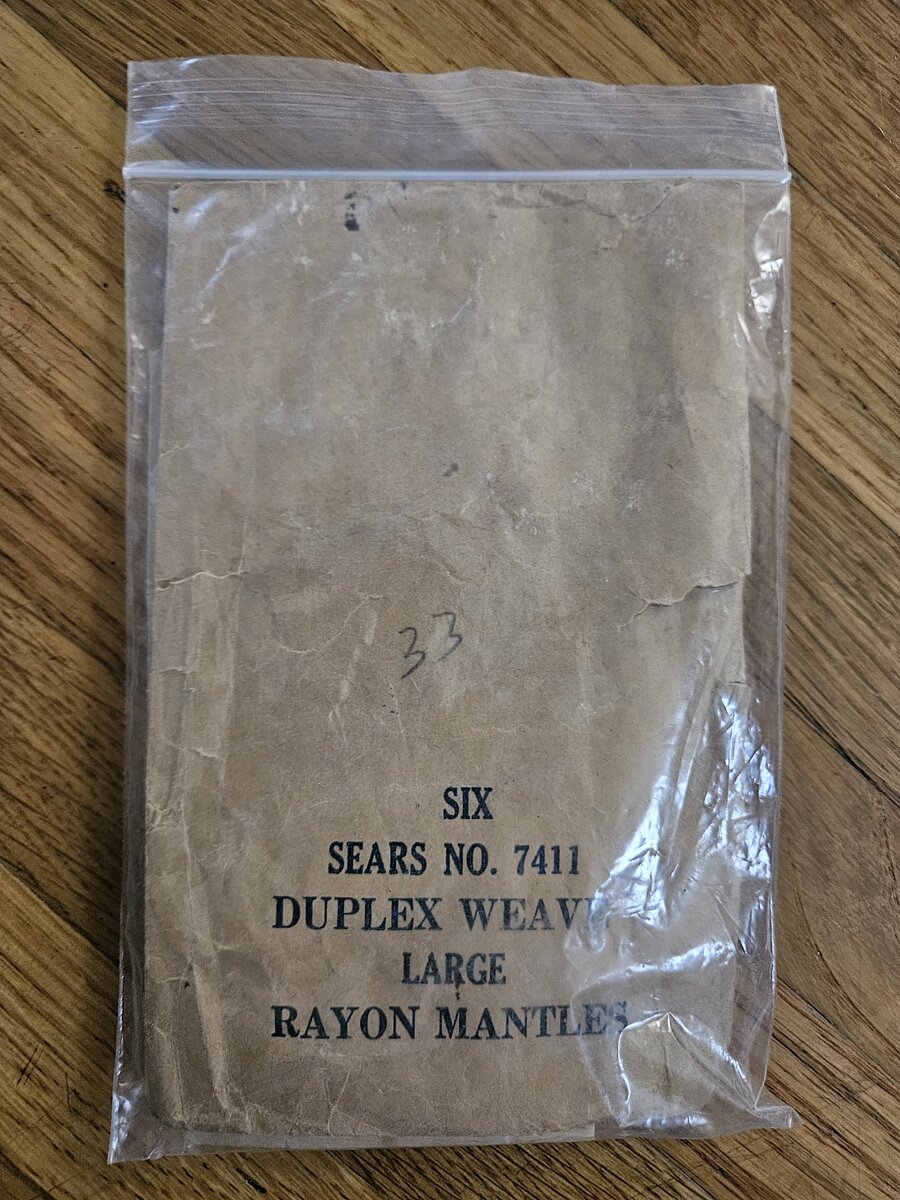 33
SIX
SEARS NO. 7411
DUPLEX WEAVE
LARGE
RAYON MANTLES